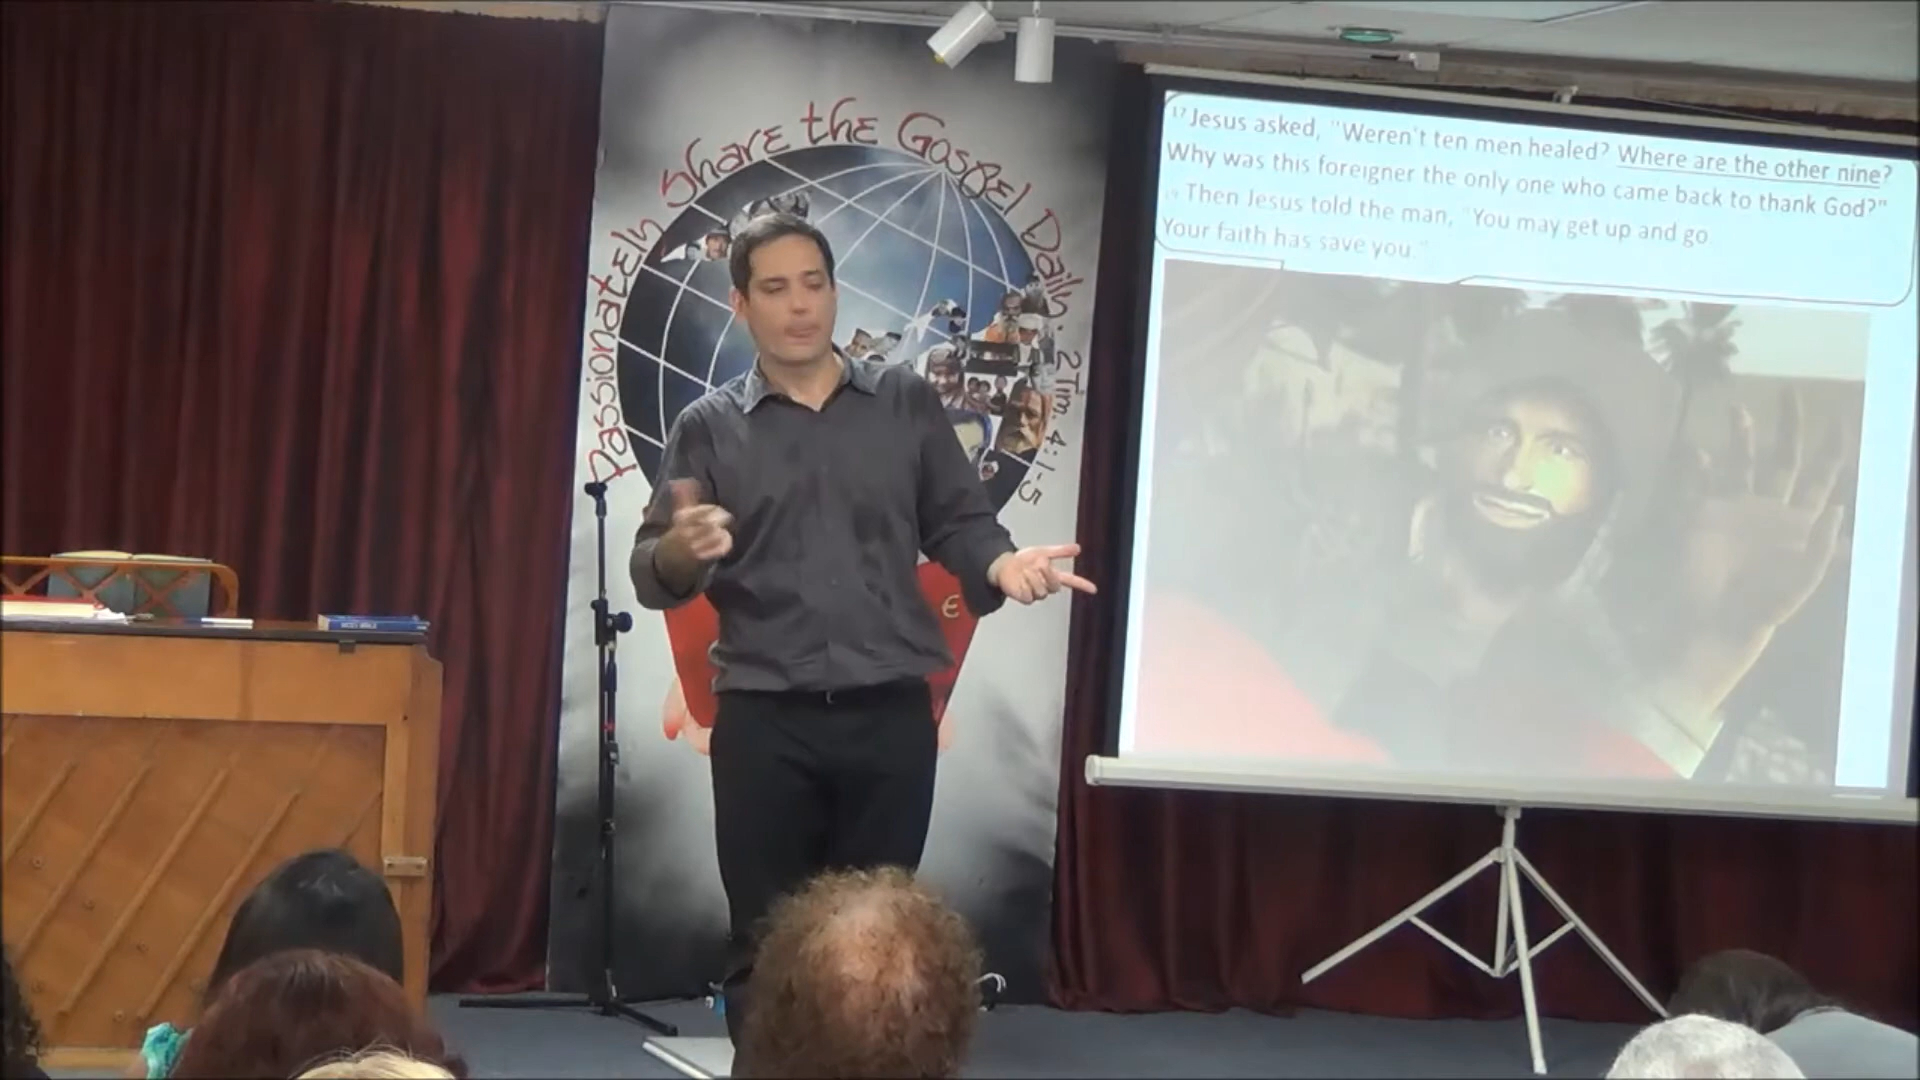 Passionately Share the Gospel Daily. 2 Tim. 4:1-5
17 Jesus asked, "Weren't ten men healed? Where are the other nine?
Why was this foreigner the only one who came back to thank God?"
19 Then Jesus told the man, "You may get up and go.
Your faith has save you."
E